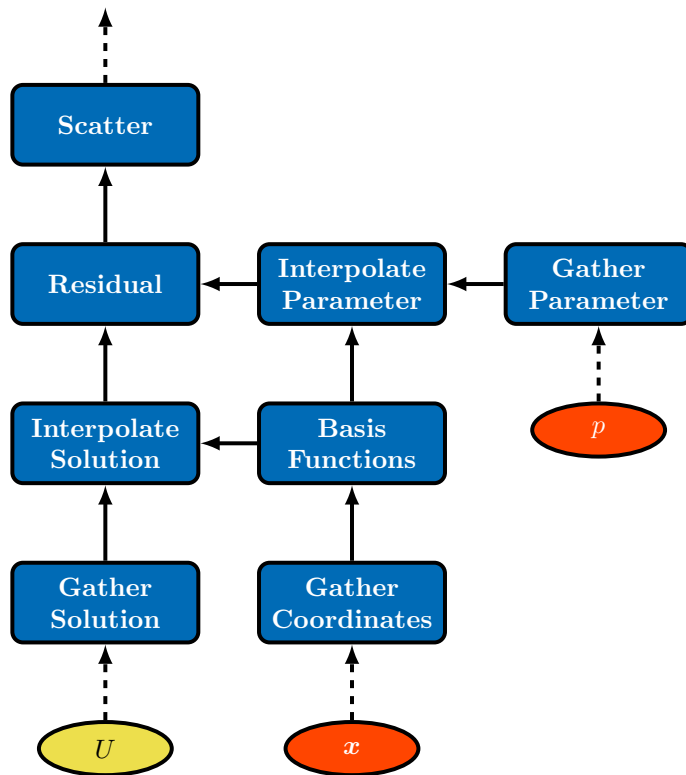 Scatter
Residual
Interpolate
Parameter
Gather
Parameter
Interpolate
Solution
Basis
Functions
p
Gather
Solution
Gather
Coordinates
U
x